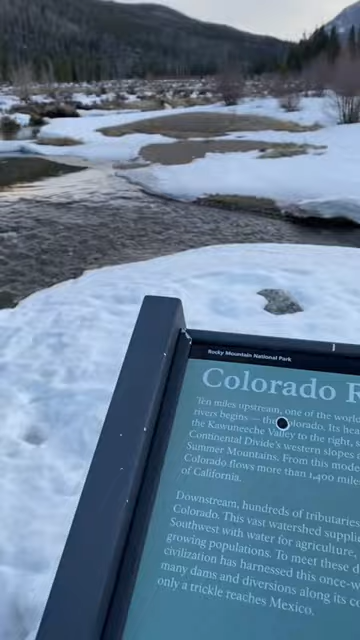 Rocky Mountain National Park
Colorado R
Ten miles upstream, one of the world
rivers begins — the Colorado. Its hea
the Kawuneeche Valley to the right,
Continental Divide's western slopes
Summer Mountains. From this mode
Colorado flows more than 1,400 mile
of California.
Downstream, hundreds of tributaries
Colorado. This vast watershed suppli
Southwest with water for agriculture,
growing populations. To meet these d
civilization has harnessed this once-w
many dams and diversions along its co
only a trickle reaches Mexico.